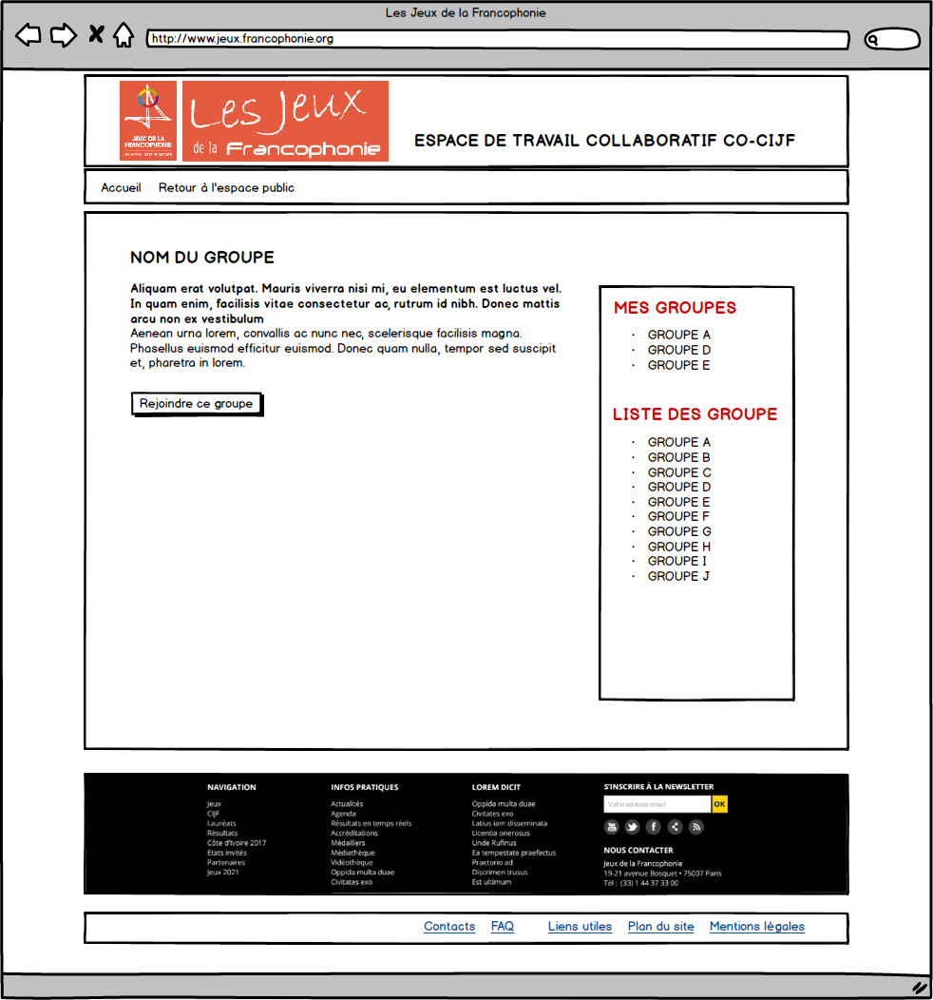 Les Jeux de la Francophonie
http://www.jeux.francophonie.org
JEUX DE LA
FRANCOPHONIE
Les Jeux
de la Francophonie
ESPACE DE TRAVAIL COLLABORATIF CO-CIJF
Accueil Retour à l'espace public
NOM DU GROUPE
Aliquam erat volutpat. Mauris viverra nisi mi, eu elementum est luctus vel.
In quam enim, facilisis vitae consectetur ac, rutrum id nibh. Donec mattis
arcu non ex vestibulum
Aenean urna lorem, convallis ac nunc nec, scelerisque facilisis magna.
Phasellus euismod efficitur euismod. Donec quam nulla, tempor sed suscipit
et, pharetra in lorem.
Rejoindre ce groupe
MES GROUPES
• GROUPE A
• GROUPE D
• GROUPE E
LISTE DES GROUPE
• GROUPE A
• GROUPE B
• GROUPE C
• GROUPE D
• GROUPE E
• GROUPE F
• GROUPE G
• GROUPE H
• GROUPE I
• GROUPE J
NAVIGATION
Jeux
CIJF
Lauréats
Résultats
Côte d'Ivoire 2017
Etats invités
Partenaires
Jeux 2021
INFOS PRATIQUES
Actualités
Agenda
Résultats en temps réels
Accréditations
Médaillers
Médiathèque
Vidéothèque
Oppida multa duae
Civitates exo
LOREM DICIT
Oppida multa duae
Civitates exo
Latius iam disseminata
Licentia onerosus
Unde Rufinus
Ea tempestate praefectus
Praetorio ad
Discrimen trusus
Est ultimum
S'INSCRIRE À LA NEWSLETTER
Votre adresse email OK
NOUS CONTACTER
Jeux de la Francophonie
19-21 avenue Bosquet • 75007 Paris
Tél : (33) 1 44 37 33 00
Contacts FAQ Liens utiles Plan du site Mentions légales